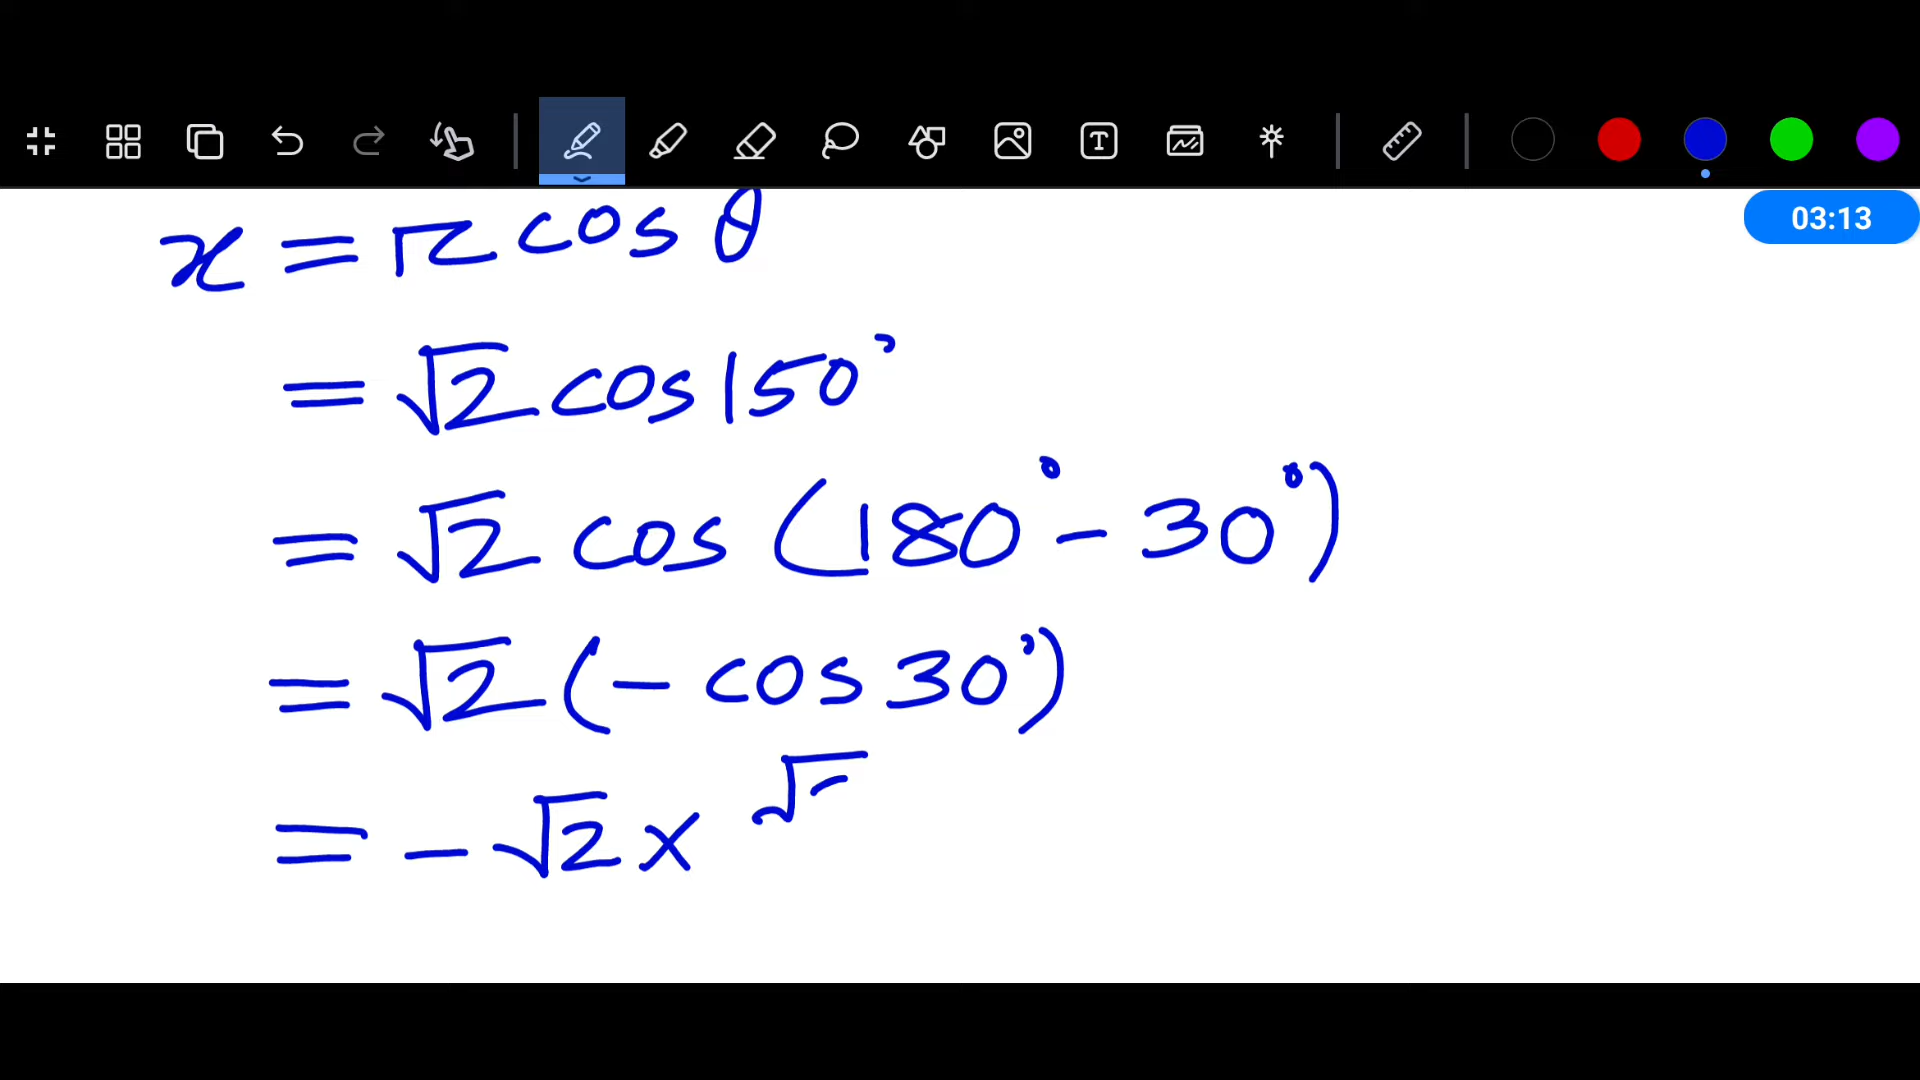 03:13
x = r cos θ
= √2 cos 150°
= √2 cos (180° - 30°)
= √2 (- cos 30°)
= - √2 × √